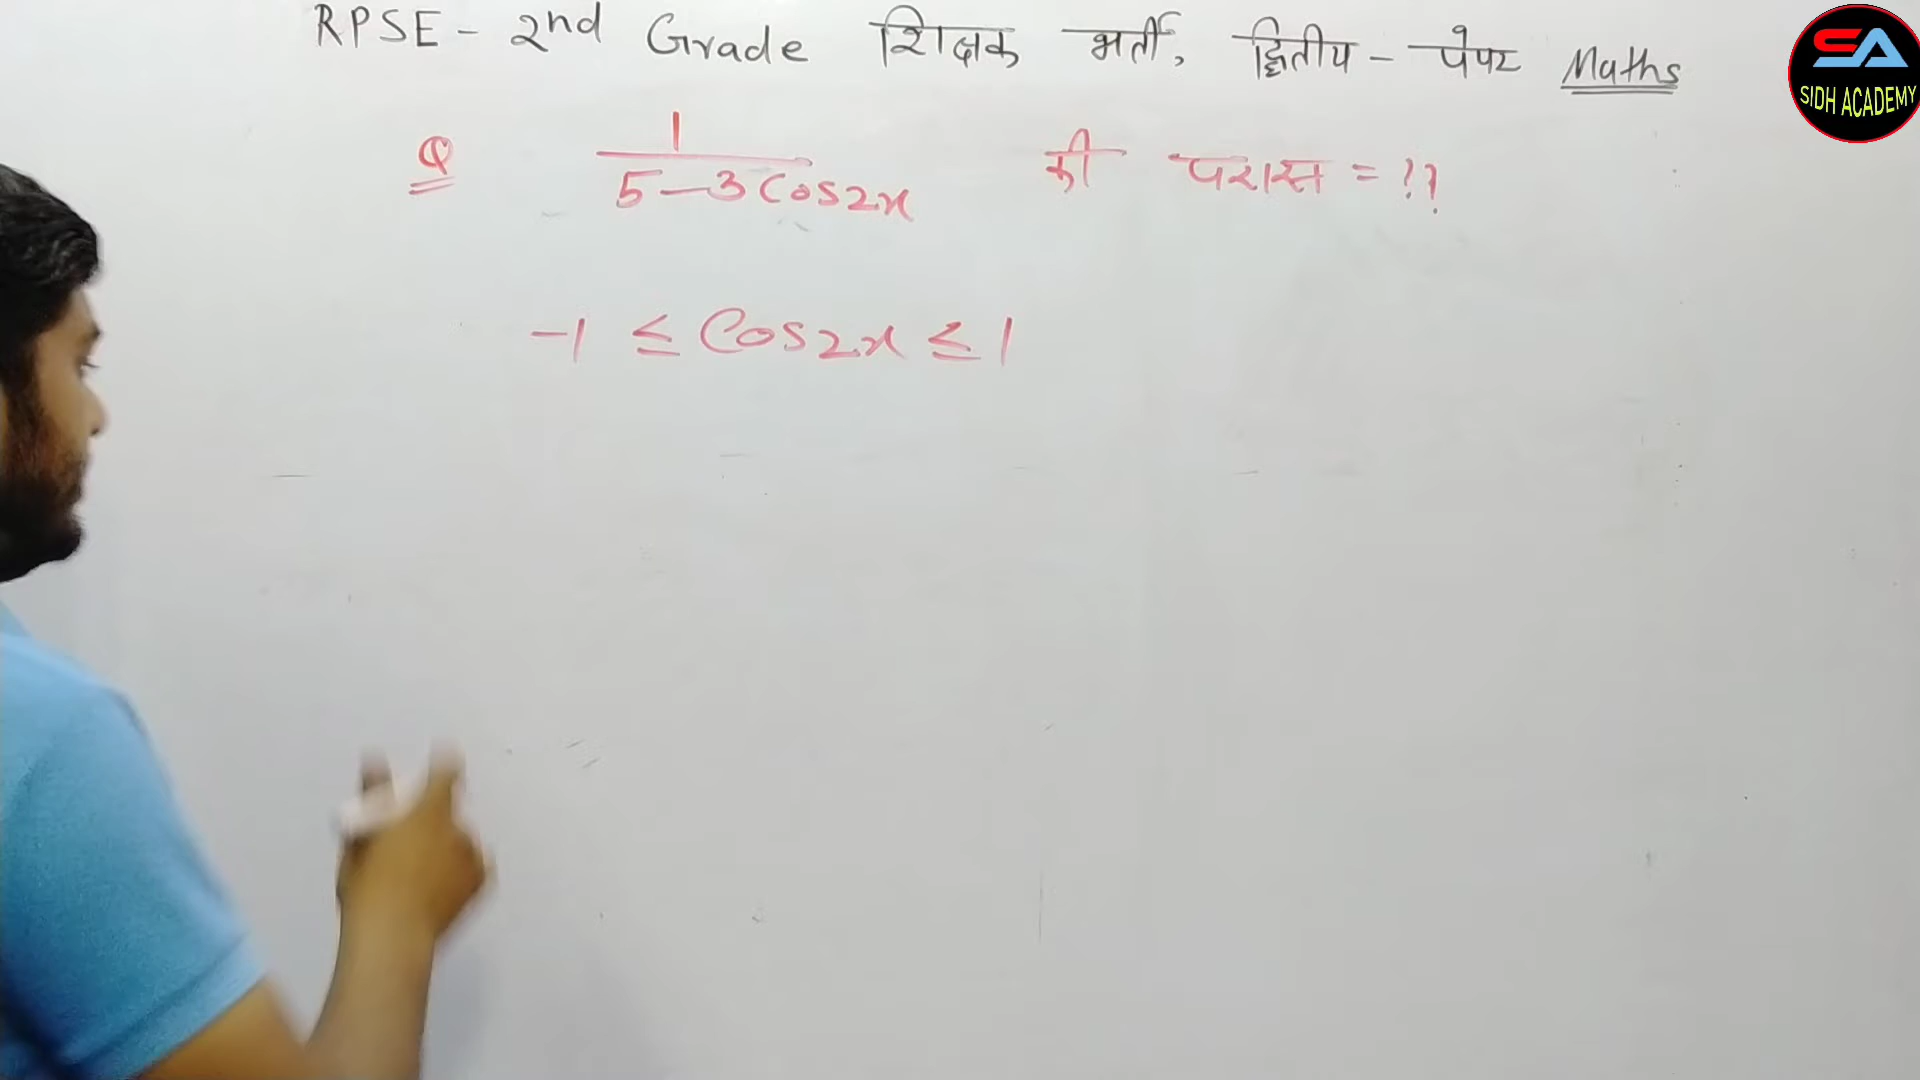 RPSE - 2nd Grade शिक्षक भर्ती, द्वितीय - पेपर Maths
SA
SIDH ACADEMY
Q 1/(5-3Cos2x) की परास = ??
-1 ≤ Cos2x ≤ 1